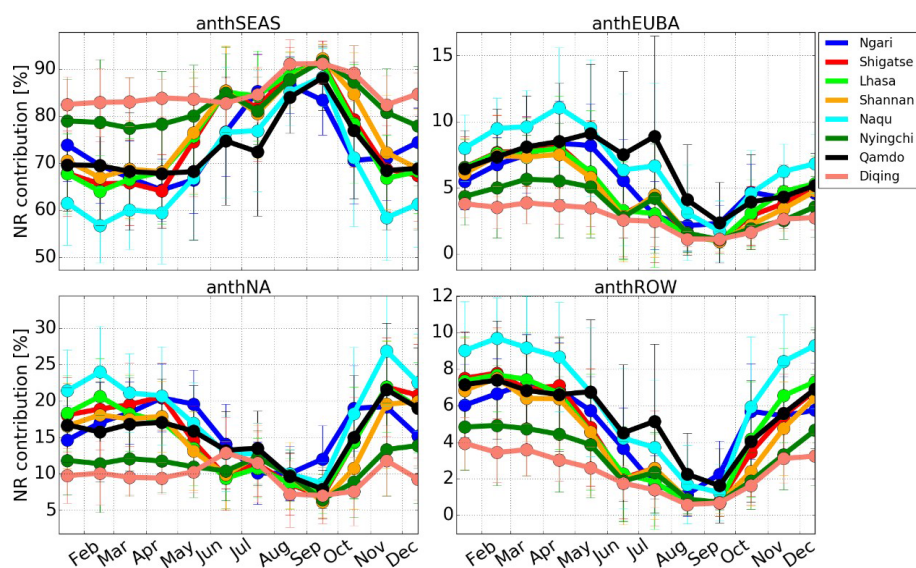 anthSEAS
anthEUBA
NR contribution [%]
90
80
70
60
50
15
10
5
0
Ngari
Shigatse
Lhasa
Shannan
Naqu
Nyingchi
Qamdo
Diqing
anthNA
anthROW
NR contribution [%]
30
25
20
15
10
5
12
10
8
6
4
2
0
Feb Mar Apr May Jun Jul Aug Sep Oct Nov Dec
Feb Mar Apr May Jun Jul Aug Sep Oct Nov Dec